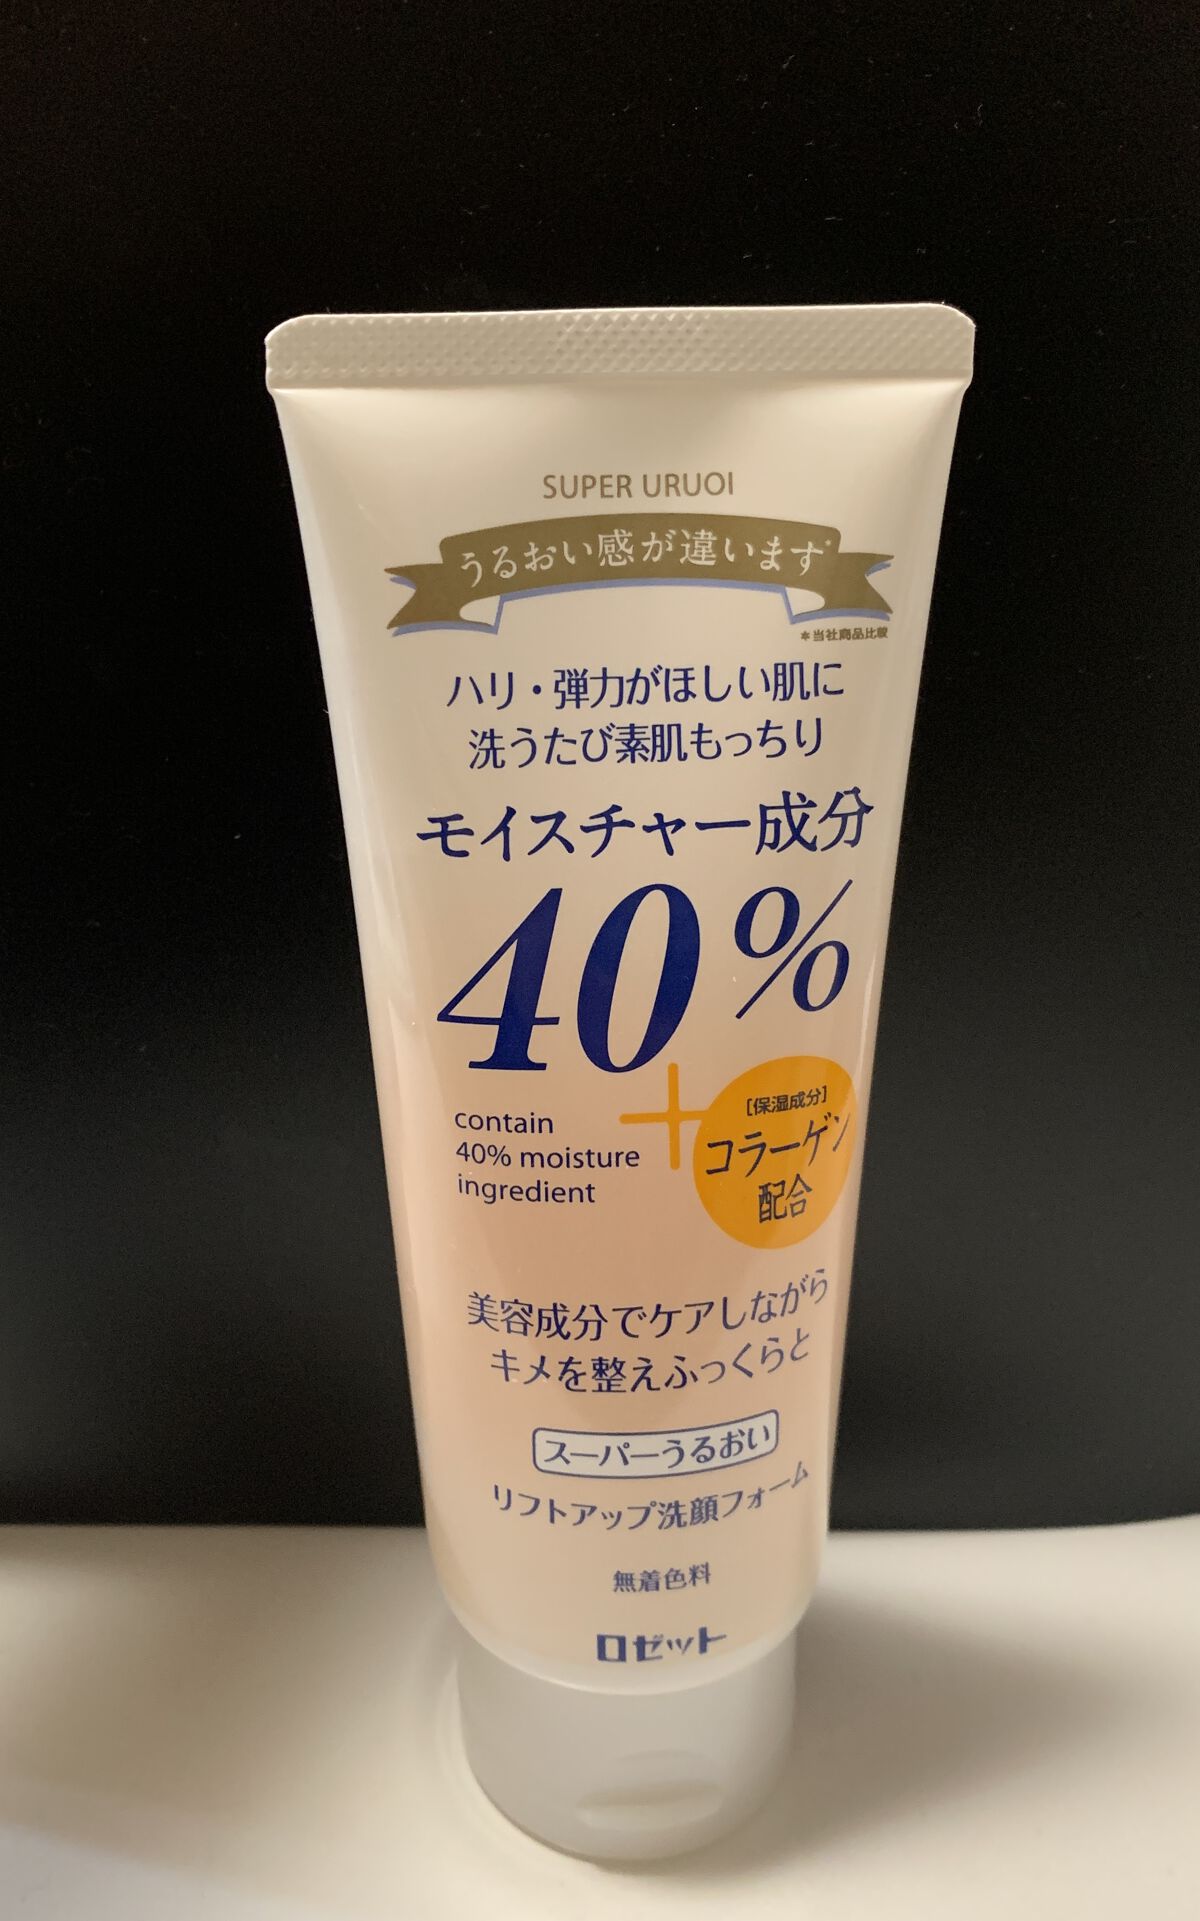 SUPER URUOI
うるおい感が違います*
*当社商品比較
ハリ・弾力がほしい肌に
洗うたび素肌もっちり
モイスチャー成分
40%
+
contain
40% moisture
ingredient
[保湿成分]
コラーゲン
配合
美容成分でケアしながら
キメを整えふっくらと
スーパーうるおい
リフトアップ洗顔フォーム
無着色料
ロゼット